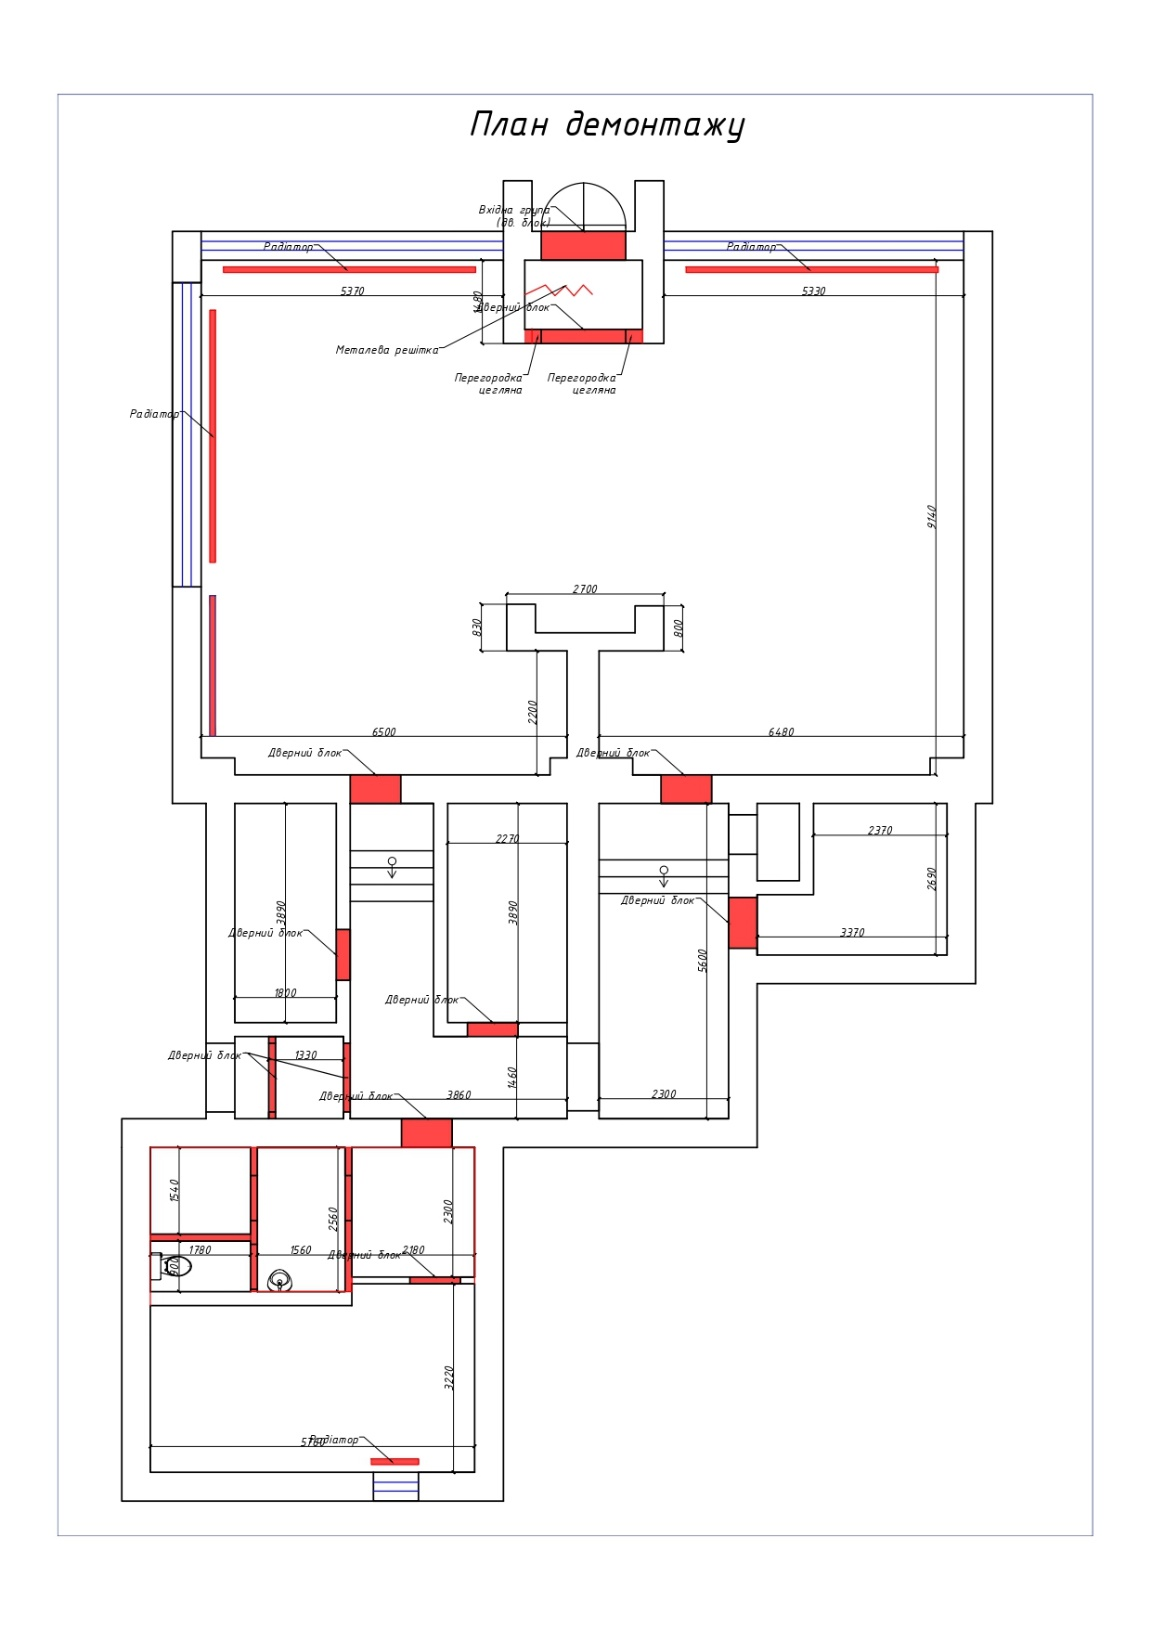 План демонтажу
Вхідна група
(дв. блок)
Радіатор
Радіатор
5370
1480
5330
Дверний блок
Металева решітка
Перегородка
цегляна
Перегородка
цегляна
Радіатор
9140
2700
830
800
2200
6500
6480
Дверний блок
Дверний блок
2270
2370
3890
3890
2690
Дверний блок
Дверний блок
3370
5600
1800
Дверний блок
Дверний блок
1330
1460
Дверний блок
3860
2300
1540
2560
2300
1780
1560
2180
Дверний блок
900
3220
Радіатор
5760